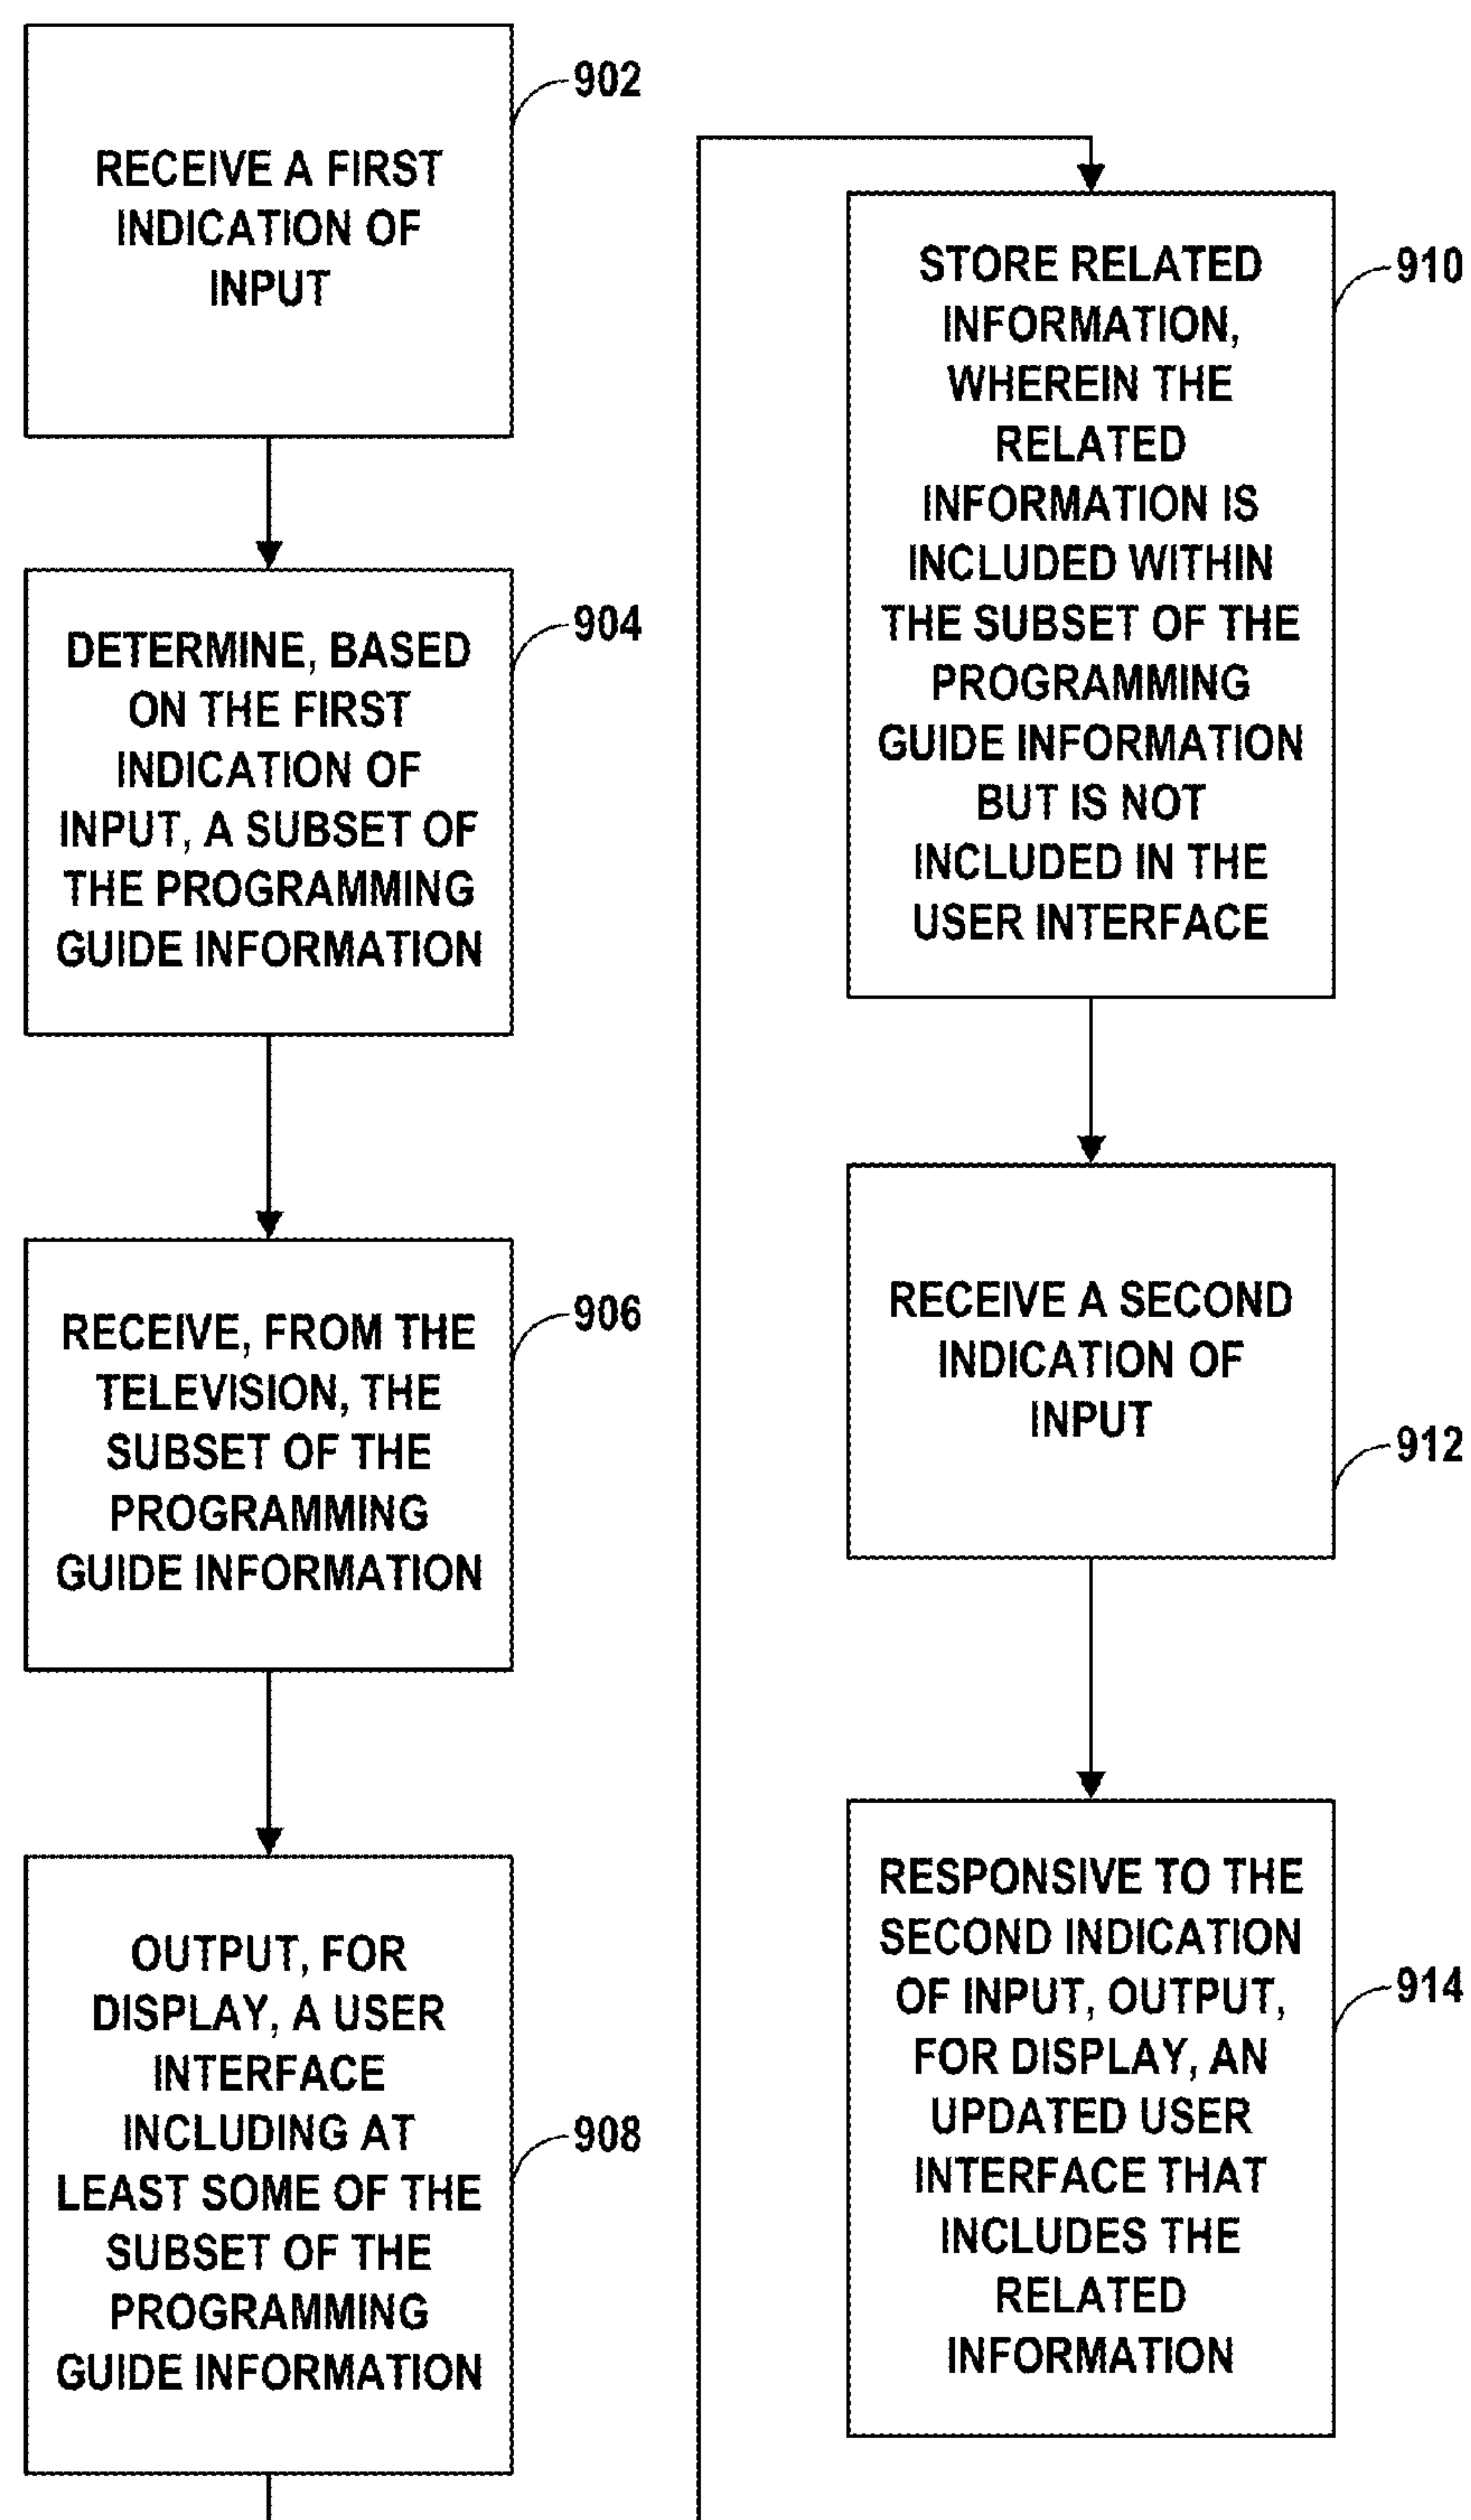 902
RECEIVE A FIRST
INDICATION OF
INPUT
904
DETERMINE, BASED
ON THE FIRST
INDICATION OF
INPUT, A SUBSET OF
THE PROGRAMMING
GUIDE INFORMATION
906
RECEIVE, FROM THE
TELEVISION, THE
SUBSET OF THE
PROGRAMMING
GUIDE INFORMATION
OUTPUT, FOR
DISPLAY, A USER
INTERFACE
INCLUDING AT
908
LEAST SOME OF THE
SUBSET OF THE
PROGRAMMING
GUIDE INFORMATION
STORE RELATED
910
INFORMATION,
WHEREIN THE
RELATED
INFORMATION IS
INCLUDED WITHIN
THE SUBSET OF THE
PROGRAMMING
GUIDE INFORMATION
BUT IS NOT
INCLUDED IN THE
USER INTERFACE
RECEIVE A SECOND
INDICATION OF
INPUT
912
RESPONSIVE TO THE
SECOND INDICATION
914
OF INPUT, OUTPUT,
FOR DISPLAY, AN
UPDATED USER
INTERFACE THAT
INCLUDES THE
RELATED
INFORMATION